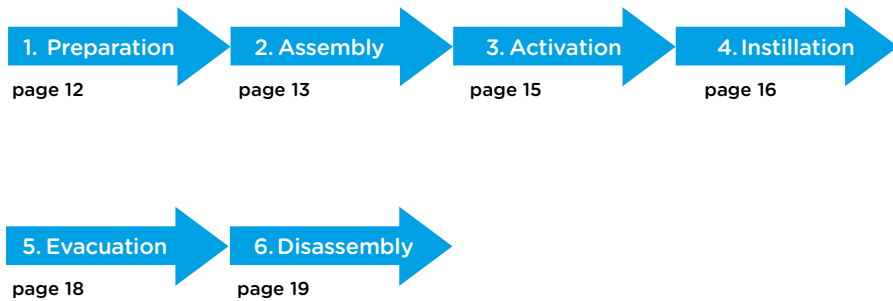 1. Preparation 2. Assembly 3. Activation 4. Instillation
page 12 page 13 page 15 page 16
5. Evacuation 6. Disassembly
page 18 page 19